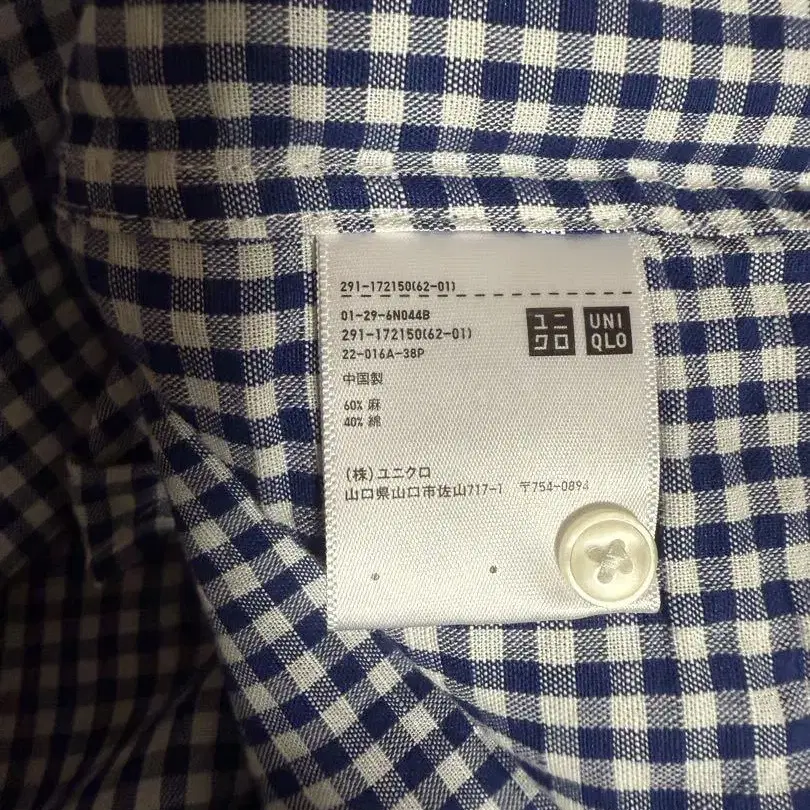 291-172150(62-01)
01-29-6N044B
291-172150(62-01)
22-016A-38P
ユニ
クロ
UNI
QLO
中国製
60% 麻
40% 綿
(株)ユニクロ
山口県山口市佐山717-1 〒754-0894